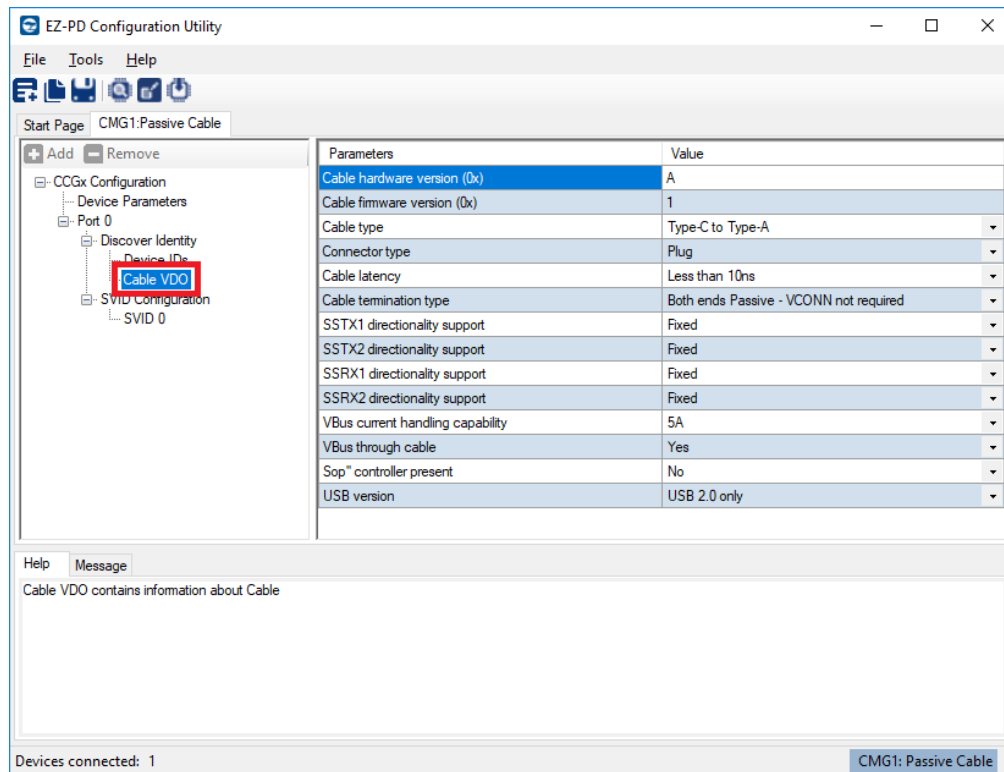 EZ-PD Configuration Utility
File Tools Help
Start Page CMG1:Passive Cable
Add Remove
CCGx Configuration
Device Parameters
Port 0
Discover Identity
Device IDs
Cable VDO
SVID Configuration
SVID 0
Parameters Value
Cable hardware version (0x) A
Cable firmware version (0x) 1
Cable type Type-C to Type-A
Connector type Plug
Cable latency Less than 10ns
Cable termination type Both ends Passive - VCONN not required
SSTX1 directionality support Fixed
SSTX2 directionality support Fixed
SSRX1 directionality support Fixed
SSRX2 directionality support Fixed
VBus current handling capability 5A
VBus through cable Yes
Sop" controller present No
USB version USB 2.0 only
Help Message
Cable VDO contains information about Cable
Devices connected: 1 CMG1: Passive Cable